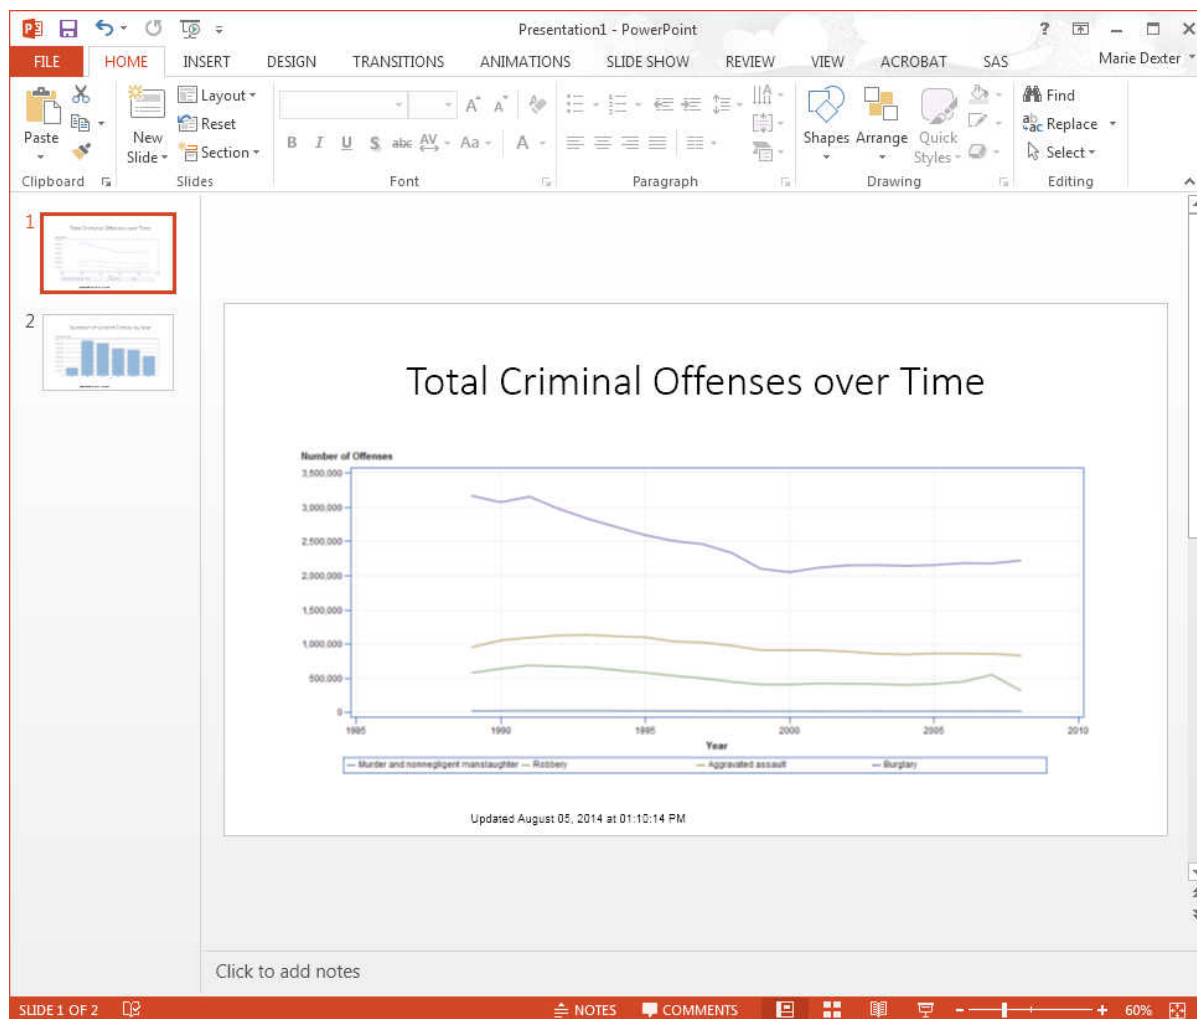 Presentation1 - PowerPoint
FILE HOME INSERT DESIGN TRANSITIONS ANIMATIONS SLIDE SHOW REVIEW VIEW ACROBAT SAS Marie Dexter
Paste
New Slide
Layout
Reset
Section
B I U S abc AV Aa A
Shapes Arrange Quick Styles
Find
Replace
Select
Clipboard Slides Font Paragraph Drawing Editing
1
2
Total Criminal Offenses over Time
Number of Offenses
3,500,000
3,000,000
2,500,000
2,000,000
1,500,000
1,000,000
500,000
0
1985 1990 1995 2000 2005 2010
Year
Murder and nonnegligent manslaughter Robbery Aggravated assault Burglary
Updated August 05, 2014 at 01:10:14 PM
Click to add notes
SLIDE 1 OF 2 NOTES COMMENTS 60%